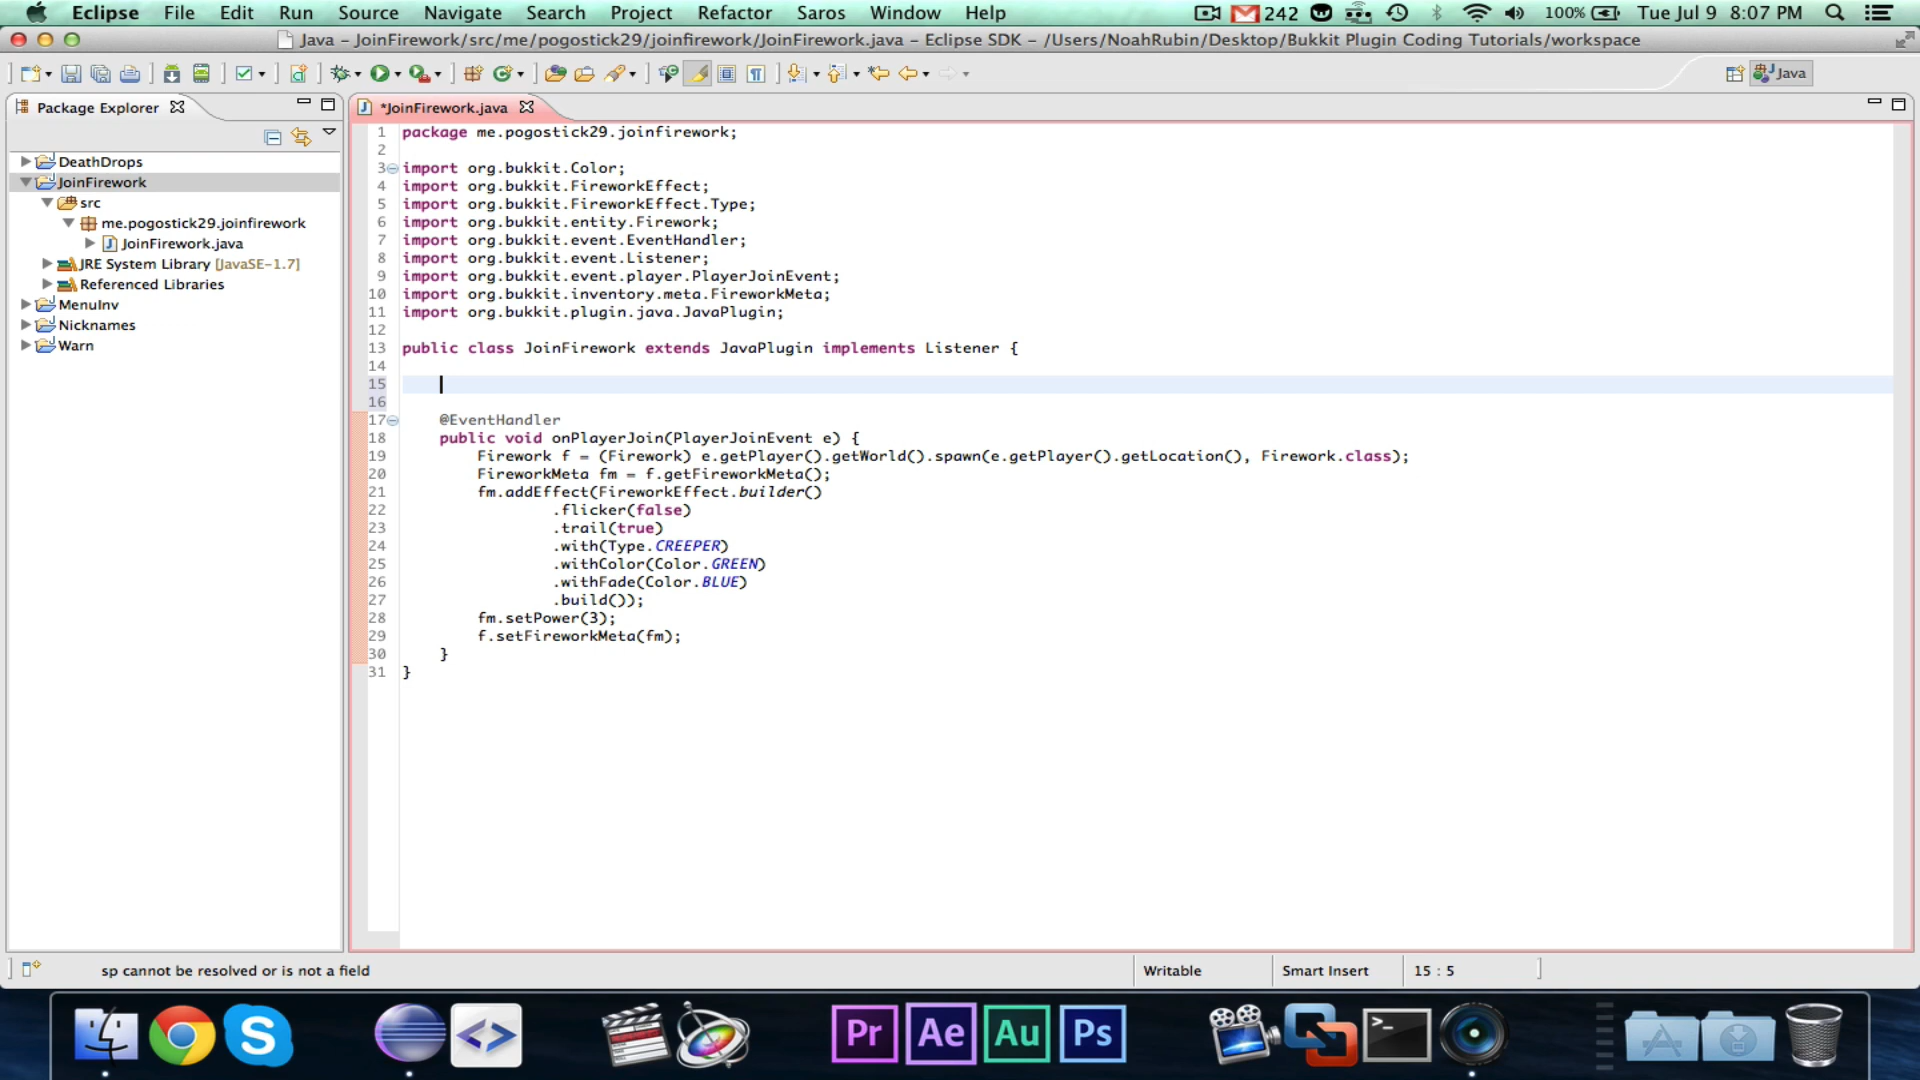 Eclipse File Edit Run Source Navigate Search Project Refactor Saros Window Help 242 100% Tue Jul 9 8:07 PM
Java – JoinFirework/src/me/pogostick29/joinfirework/JoinFirework.java – Eclipse SDK – /Users/NoahRubin/Desktop/Bukkit Plugin Coding Tutorials/workspace
Java
Package Explorer
*JoinFirework.java
DeathDrops
JoinFirework
src
me.pogostick29.joinfirework
JoinFirework.java
JRE System Library [JavaSE-1.7]
Referenced Libraries
MenuInv
Nicknames
Warn
1 package me.pogostick29.joinfirework;
2
3 import org.bukkit.Color;
4 import org.bukkit.FireworkEffect;
5 import org.bukkit.FireworkEffect.Type;
6 import org.bukkit.entity.Firework;
7 import org.bukkit.event.EventHandler;
8 import org.bukkit.event.Listener;
9 import org.bukkit.event.player.PlayerJoinEvent;
10 import org.bukkit.inventory.meta.FireworkMeta;
11 import org.bukkit.plugin.java.JavaPlugin;
12
13 public class JoinFirework extends JavaPlugin implements Listener {
14
15
16
17 @EventHandler
18 public void onPlayerJoin(PlayerJoinEvent e) {
19 Firework f = (Firework) e.getPlayer().getWorld().spawn(e.getPlayer().getLocation(), Firework.class);
20 FireworkMeta fm = f.getFireworkMeta();
21 fm.addEffect(FireworkEffect.builder()
22 .flicker(false)
23 .trail(true)
24 .with(Type.CREEPER)
25 .withColor(Color.GREEN)
26 .withFade(Color.BLUE)
27 .build());
28 fm.setPower(3);
29 f.setFireworkMeta(fm);
30 }
31 }
sp cannot be resolved or is not a field
Writable
Smart Insert
15 : 5
Pr Ae Au Ps